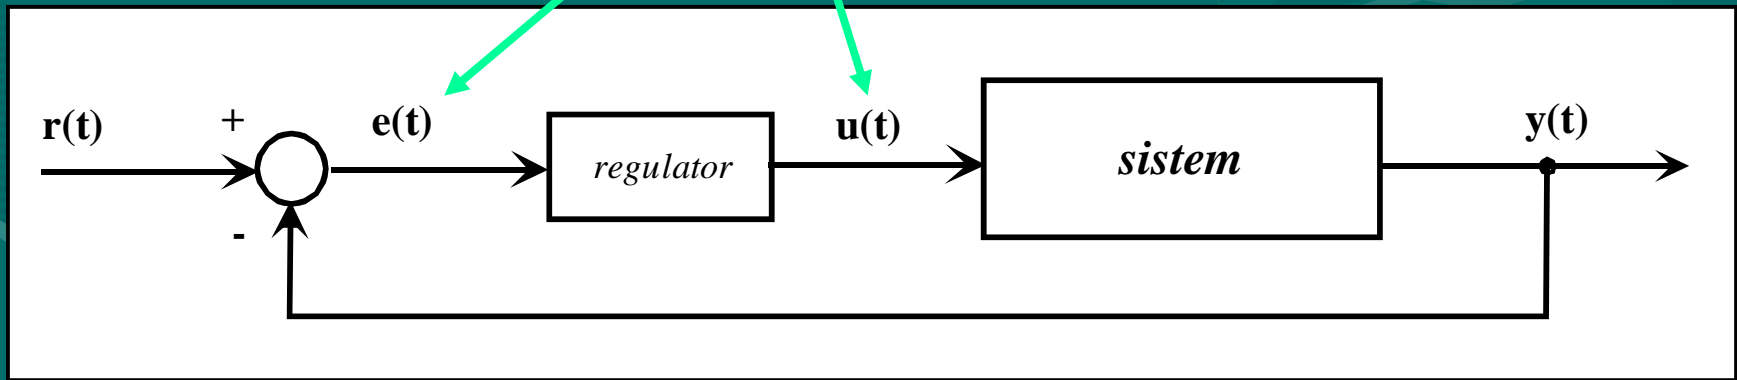 r(t)
+
e(t)
regulator
u(t)
sistem
y(t)
-